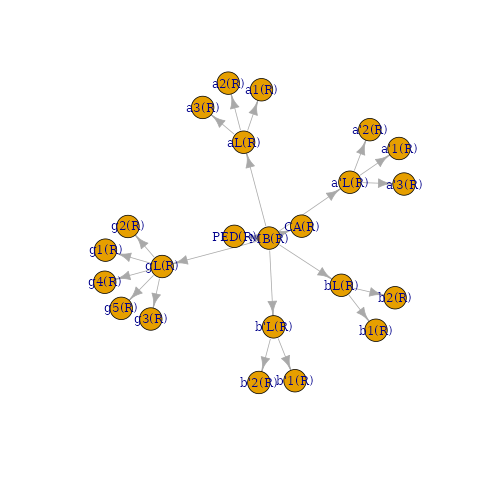 a2(R)
a1(R)
a3(R)
aL(R)
a'2(R)
a'1(R)
a'L(R)
a'3(R)
g2(R)
CA(R)
PED(R)
MB(R)
g1(R)
gL(R)
g4(R)
bL(R)
b2(R)
g5(R)
g3(R)
b'L(R)
b1(R)
b'2(R)
b'1(R)